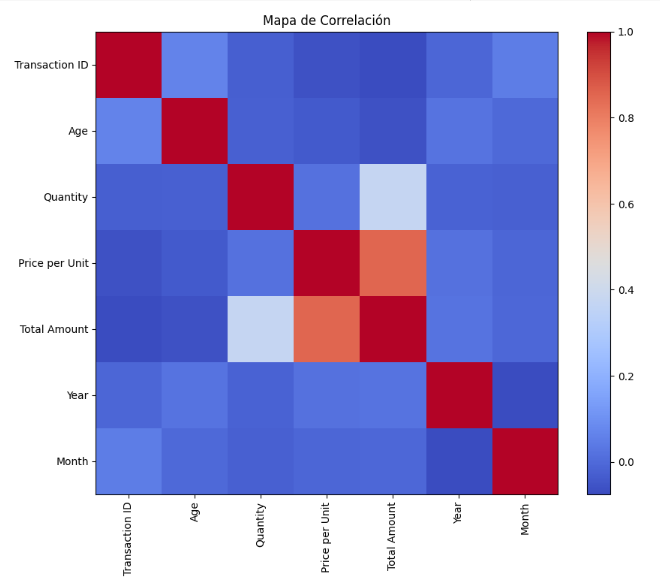 Mapa de Correlación
Transaction ID
Age
Quantity
Price per Unit
Total Amount
Year
Month
Transaction ID
Age
Quantity
Price per Unit
Total Amount
Year
Month
1.0
0.8
0.6
0.4
0.2
0.0